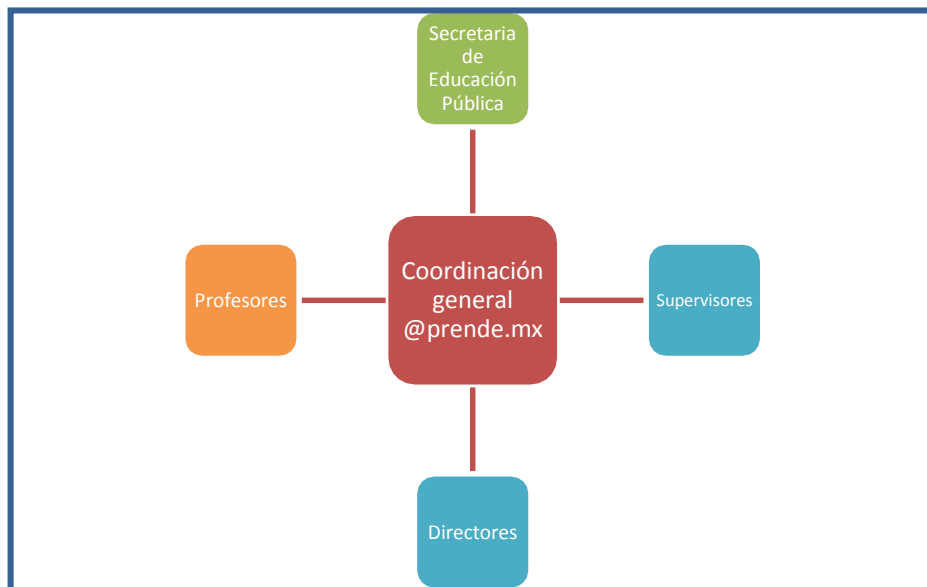 Secretaria
de
Educación
Pública
Coordinación
general
@prende.mx
Profesores
Supervisores
Directores